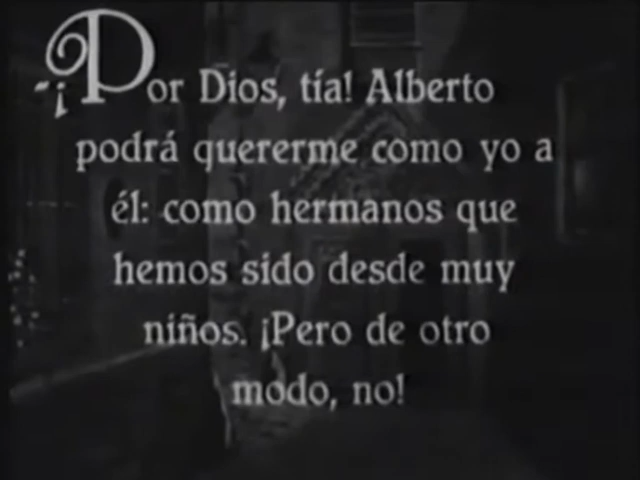 -¡Por Dios, tía! Alberto
podrá quererme como yo a
él: como hermanos que
hemos sido desde muy
niños. ¡Pero de otro
modo, no!